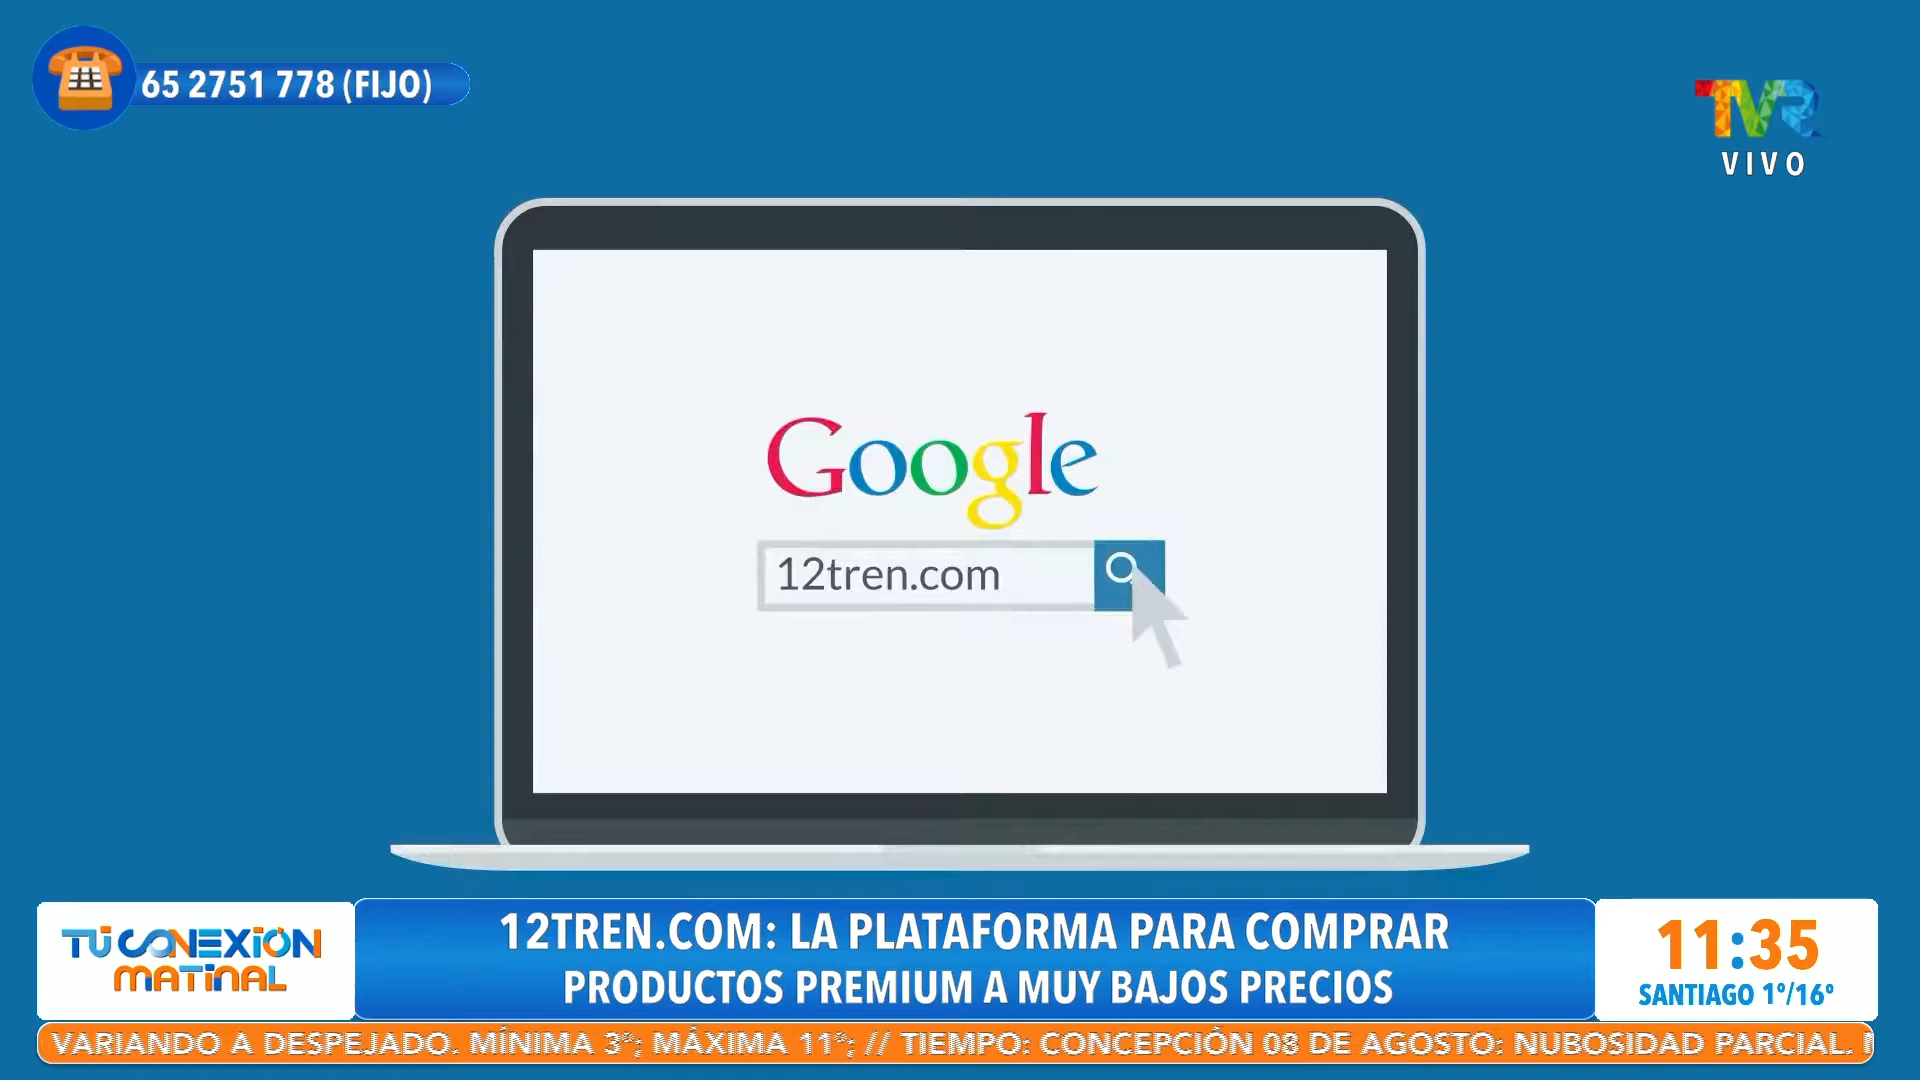 65 2751 778 (FIJO)
TVR
VIVO
Google
12tren.com
TÚ CONEXIÓN
MATINAL
12TREN.COM: LA PLATAFORMA PARA COMPRAR
PRODUCTOS PREMIUM A MUY BAJOS PRECIOS
11:35
SANTIAGO 1°/16°
VARIANDO A DESPEJADO. MÍNIMA 3°; MÁXIMA 11°; // TIEMPO: CONCEPCIÓN 08 DE AGOSTO: NUBOSIDAD PARCIAL.